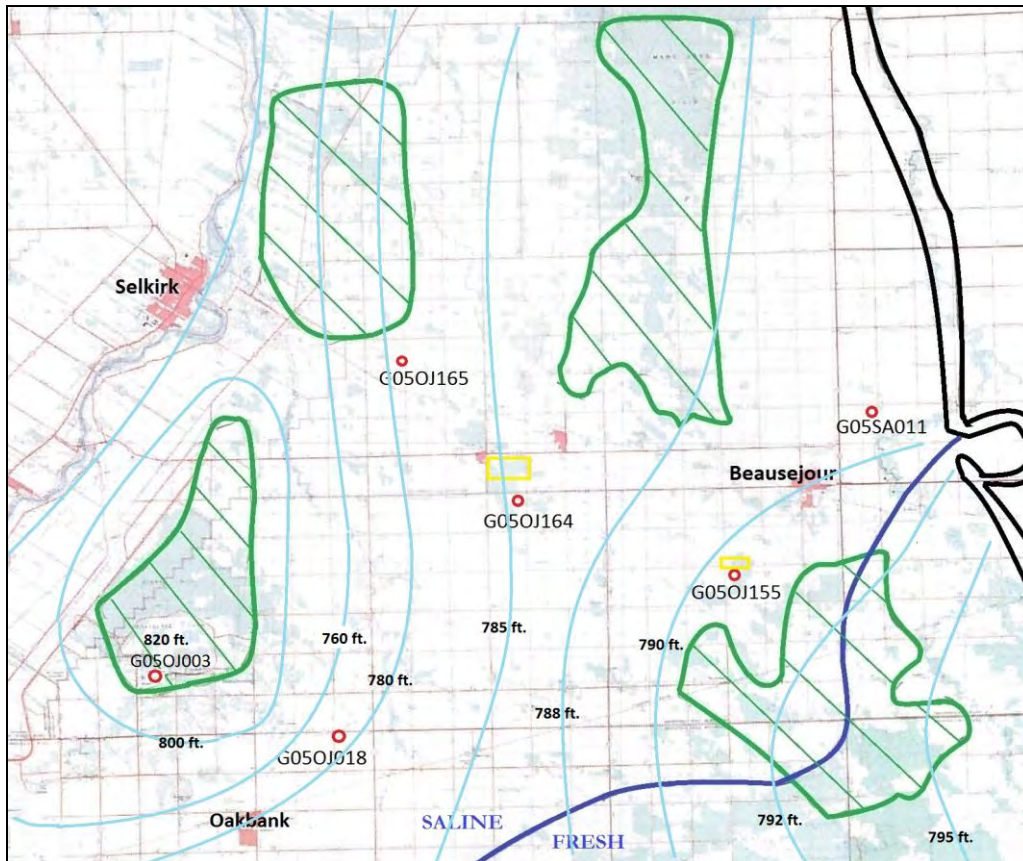 Selkirk
G05OJ165
G05SA011
Beausejour
G05OJ164
G05OJ155
820 ft.
760 ft.
785 ft.
790 ft.
G05OJ003
780 ft.
788 ft.
800 ft.
G05OJ018
Oakbank
SALINE
792 ft.
FRESH
795 ft.